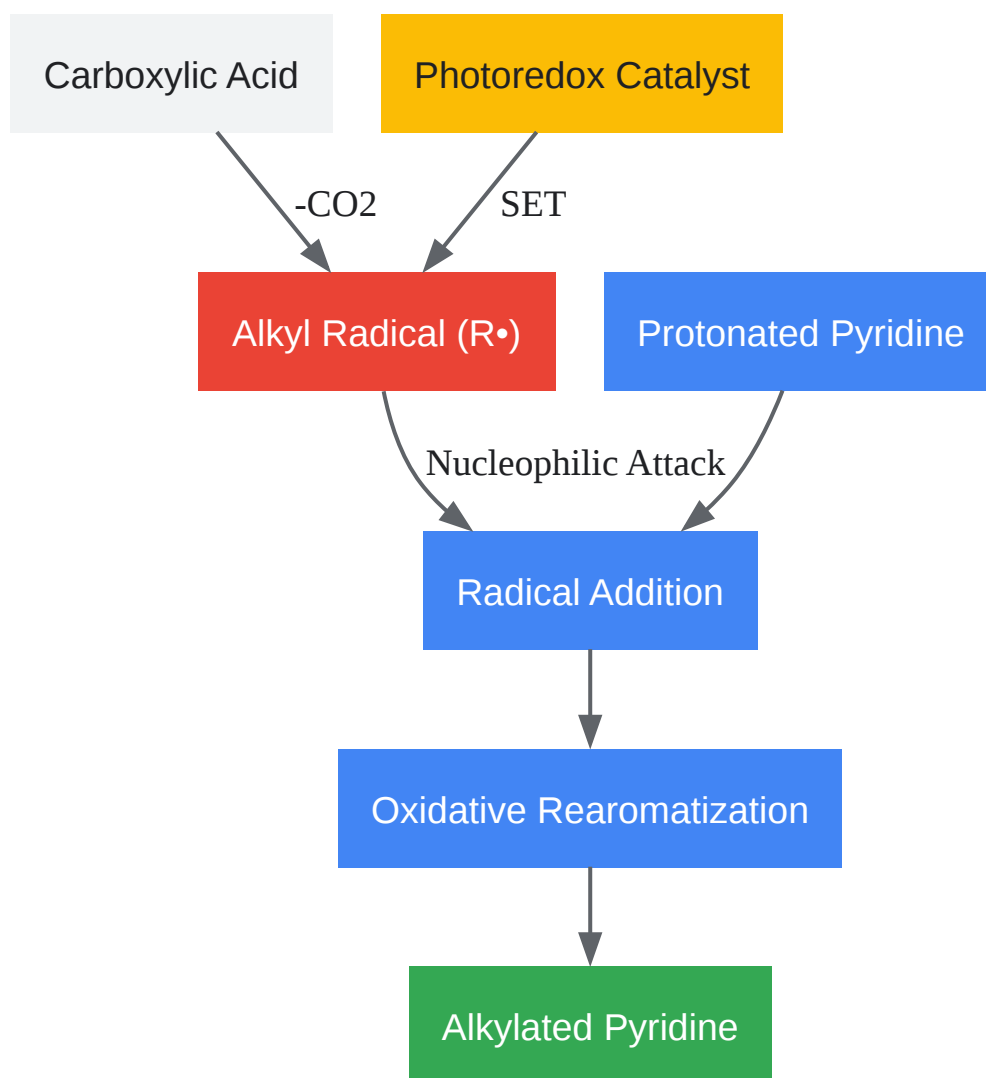 Carboxylic Acid
Photoredox Catalyst
-CO2
SET
Alkyl Radical (R•)
Protonated Pyridine
Nucleophilic Attack
Radical Addition
Oxidative Rearomatization
Alkylated Pyridine